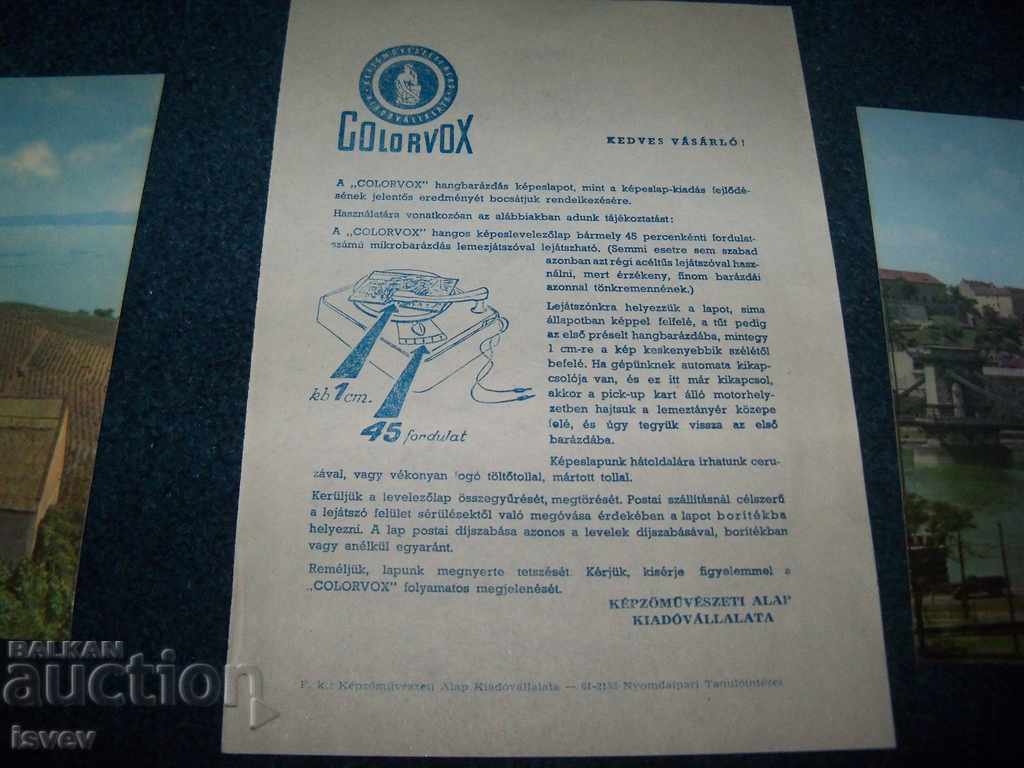 COLORVOX
KEDVES VÁSÁRLÓ!
A „COLORVOX” hangbarázdás képeslapot, mint a képeslap-kiadás fejlődé-
sének jelentős eredményét bocsátjuk rendelkezésére.
Használatára vonatkozóan az alábbiakban adunk tájékoztatást:
A „COLORVOX” hangos képeslevelezőlap bármely 45 percenkénti fordulat-
számú mikrobarázdás lemezjátszóval lejátszható. (Semmi esetre sem szabad
azonban azt régi acéltűs lejátszóval hasz-
nálni, mert érzékeny, finom barázdái
azonnal tönkremennének.)
Lejátszónkra helyezzük a lapot, sima
állapotban képpel felfelé, a tűt pedig
az első préselt hangbarázdába, mintegy
1 cm-re a kép keskenyebbik szélétől
befelé. Ha gépünknek automata kikap-
csolója van, és ez itt már kikapcsol,
akkor a pick-up kart álló motorhely-
zetben hajtsuk a lemeztányér közepe
felé, és úgy tegyük vissza az első
barázdába.
kb 1 cm.
45 fordulat
Képeslapunk hátoldalára írhatunk ceru-
zával, vagy vékonyan fogó töltőtollal, mártott tollal.
Kerüljük a levelezőlap összegyűrését, megtörését. Postai szállításnál célszerű
a lejátszó felület sérülésektől való megóvása érdekében a lapot borítékba
helyezni. A lap postai díjszabása azonos a levelek díjszabásával, borítékban
vagy anélkül egyaránt.
Reméljük, lapunk megnyerte tetszését. Kérjük, kísérje figyelemmel a
„COLORVOX” folyamatos megjelenését.
KÉPZŐMŰVÉSZETI ALAP
KIADÓVÁLLALATA
F. k.: Képzőművészeti Alap Kiadóvállalata — 61-2155 Nyomdaipari Tanulóintézet
BALKAN
auction
isvev